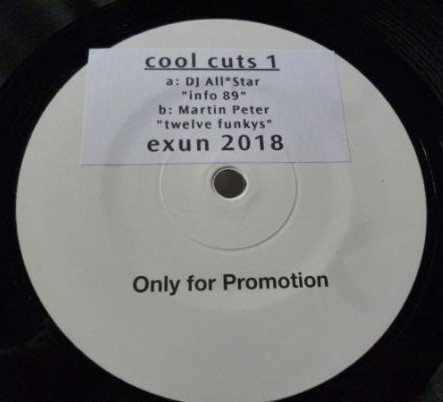 cool cuts 1
a: DJ All*Star
"info 89"
b: Martin Peter
"twelve funkys"
exun 2018
Only for Promotion